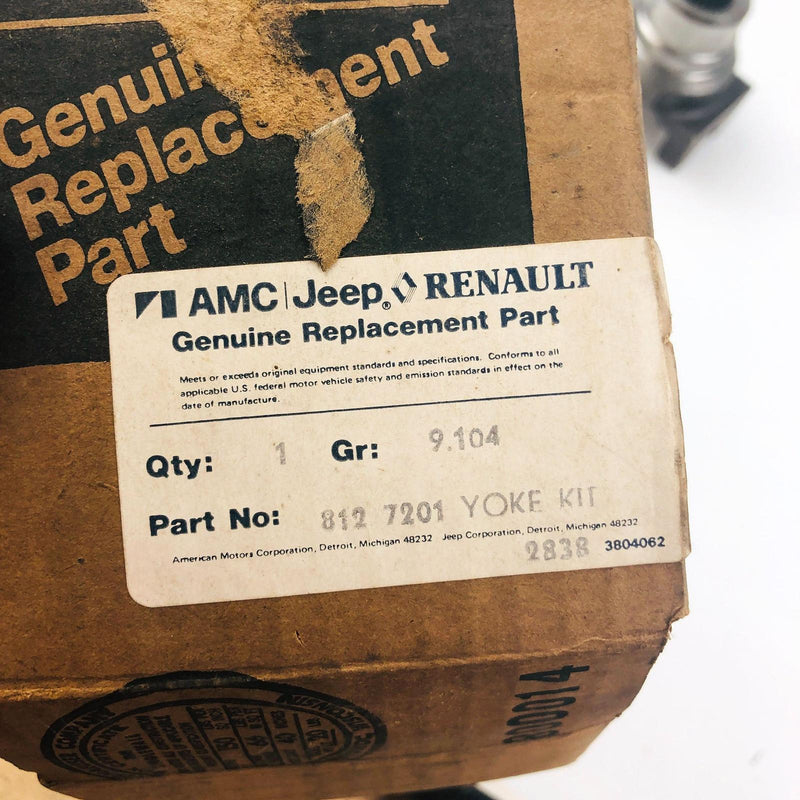 Genuine
Replacement
Part
AMC Jeep® RENAULT
Genuine Replacement Part
Meets or exceeds original equipment standards and specifications. Conforms to all
applicable U.S. federal motor vehicle safety and emission standards in effect on the
date of manufacture.
Qty: 1 Gr: 9.104
Part No: 812 7201 YOKE KIT
American Motors Corporation, Detroit, Michigan 48232 Jeep Corporation, Detroit, Michigan 48232
2838 3804062